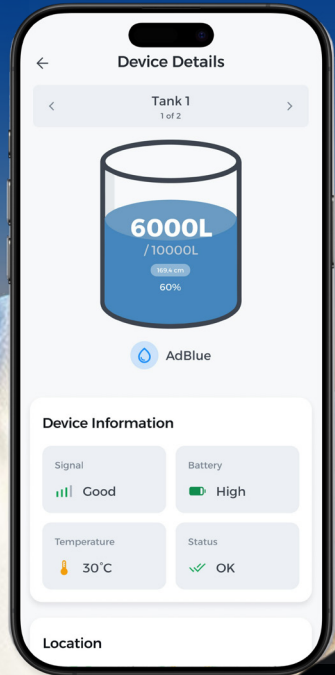 Device Details
Tank 1
1 of 2
6000L
/10000L
169.4 cm
60%
AdBlue
Device Information
Signal
Good
Battery
High
Temperature
30°C
Status
OK
Location